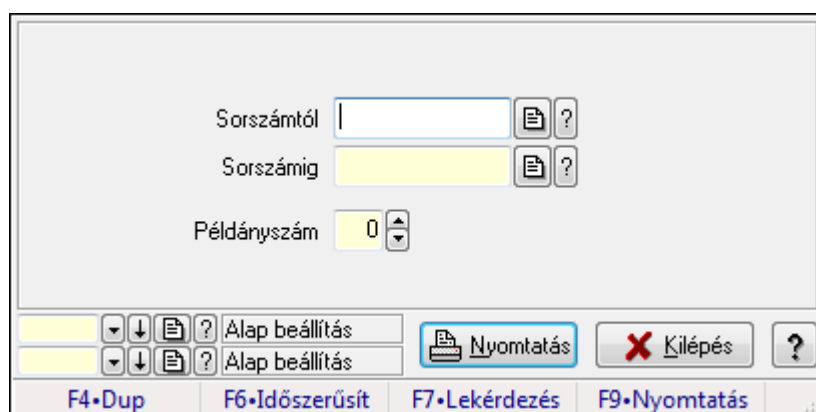 Sorszámtól ?
Sorszámig ?
Példányszám 0
? Alap beállítás
? Alap beállítás
Nyomtatás Kilépés ?
F4•Dup F6•Időszerűsít F7•Lekérdezés F9•Nyomtatás